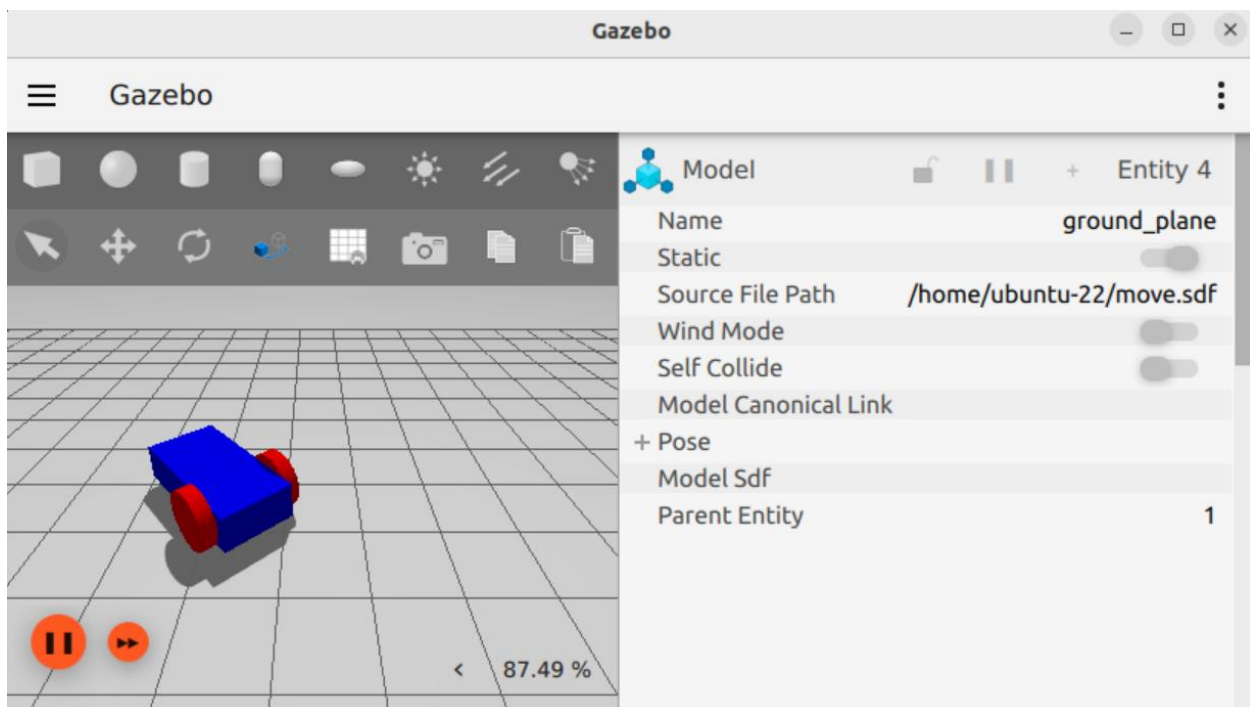 Gazebo
Gazebo
Model Entity 4
Name ground_plane
Static
Source File Path /home/ubuntu-22/move.sdf
Wind Mode
Self Collide
Model Canonical Link
+ Pose
Model Sdf
Parent Entity 1
< 87.49 %